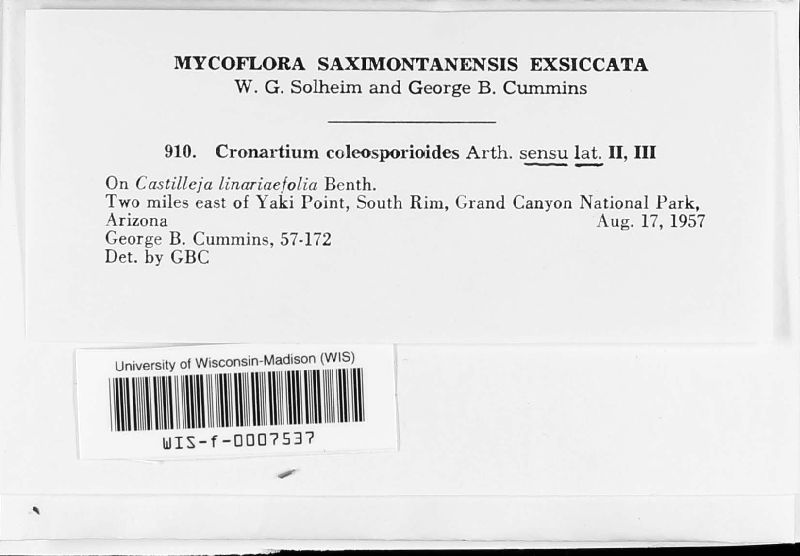 MYCOFLORA SAXIMONTANENSIS EXSICCATA
W. G. Solheim and George B. Cummins
910. Cronartium coleosporioides Arth. sensu lat. II, III
On Castilleja linariaefolia Benth.
Two miles east of Yaki Point, South Rim, Grand Canyon National Park,
Arizona Aug. 17, 1957
George B. Cummins, 57-172
Det. by GBC
University of Wisconsin-Madison (WIS)
WIS-f-0007537